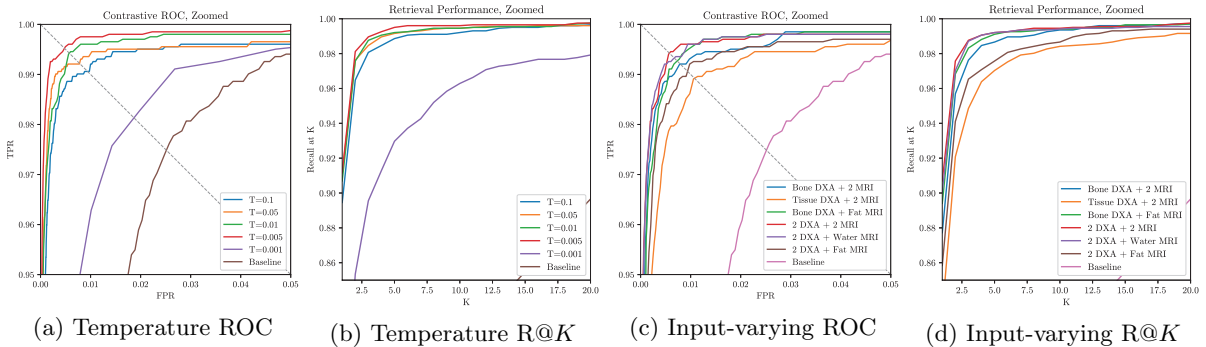 Contrastive ROC, Zoomed
1.00
0.99
0.98
0.97
0.96
0.95
TPR
0.00
0.01
0.02
0.03
0.04
0.05
FPR
T=0.1
T=0.05
T=0.01
T=0.005
T=0.001
Baseline
(a) Temperature ROC
Retrieval Performance, Zoomed
1.00
0.98
0.96
0.94
0.92
0.90
0.88
0.86
Recall at K
2.5
5.0
7.5
10.0
12.5
15.0
17.5
20.0
K
T=0.1
T=0.05
T=0.01
T=0.005
T=0.001
Baseline
(b) Temperature R@K
Contrastive ROC, Zoomed
1.00
0.99
0.98
0.97
0.96
0.95
TPR
0.00
0.01
0.02
0.03
0.04
0.05
FPR
Bone DXA + 2 MRI
Tissue DXA + 2 MRI
Bone DXA + Fat MRI
2 DXA + 2 MRI
2 DXA + Water MRI
2 DXA + Fat MRI
Baseline
(c) Input-varying ROC
Retrieval Performance, Zoomed
1.00
0.98
0.96
0.94
0.92
0.90
0.88
0.86
Recall at K
2.5
5.0
7.5
10.0
12.5
15.0
17.5
20.0
K
Bone DXA + 2 MRI
Tissue DXA + 2 MRI
Bone DXA + Fat MRI
2 DXA + 2 MRI
2 DXA + Water MRI
2 DXA + Fat MRI
Baseline
(d) Input-varying R@K